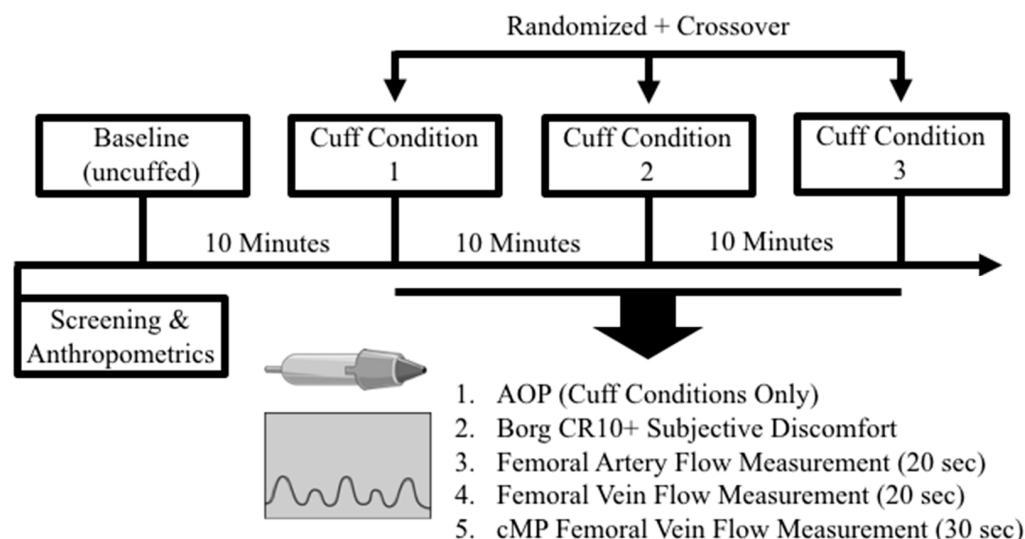 Randomized + Crossover
Baseline
(uncuffed)
Cuff Condition
1
Cuff Condition
2
Cuff Condition
3
10 Minutes
10 Minutes
10 Minutes
Screening &
Anthropometrics
1. AOP (Cuff Conditions Only)
2. Borg CR10+ Subjective Discomfort
3. Femoral Artery Flow Measurement (20 sec)
4. Femoral Vein Flow Measurement (20 sec)
5. cMP Femoral Vein Flow Measurement (30 sec)